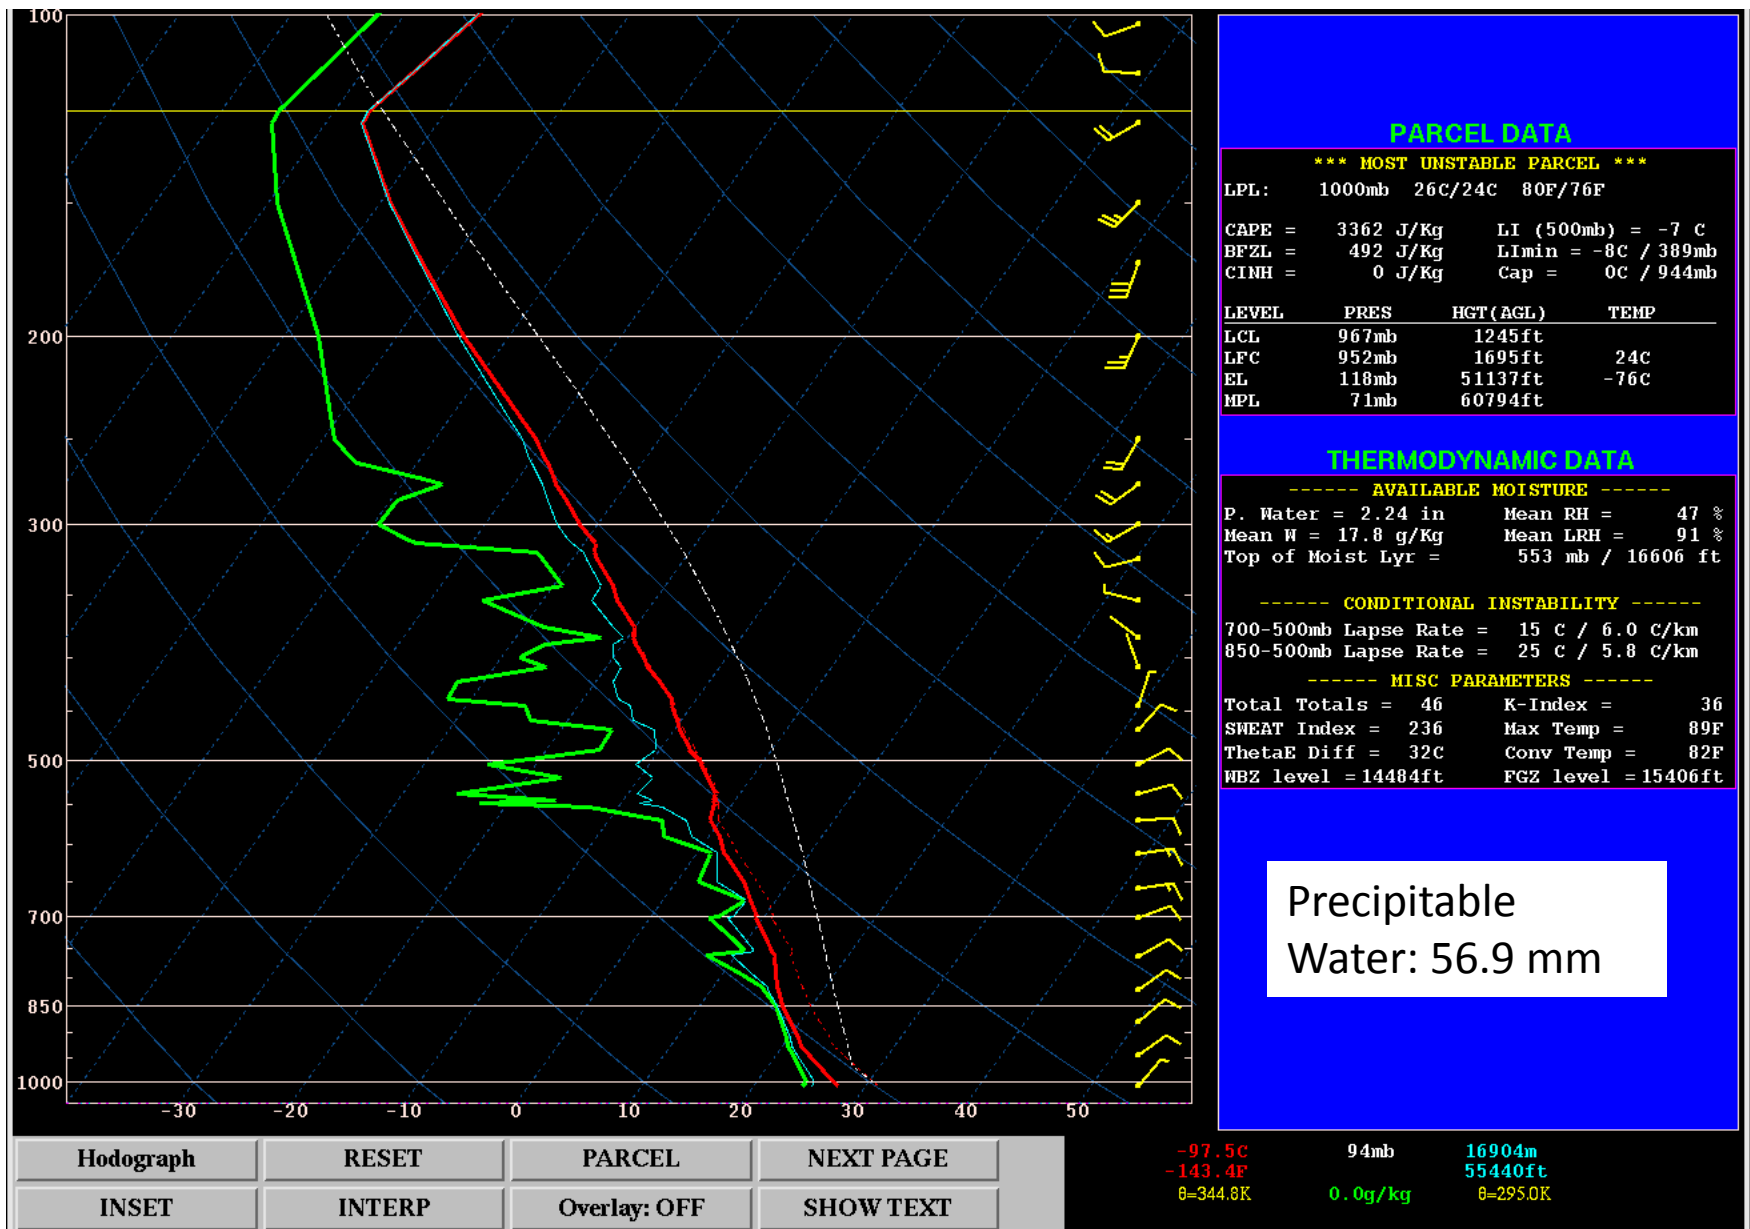 100
200
300
500
700
850
1000
-30 -20 -10 0 10 20 30 40 50
PARCEL DATA
*** MOST UNSTABLE PARCEL ***
LPL: 1000mb 26C/24C 80F/76F
CAPE = 3362 J/Kg LI (500mb) = -7 C
BFZL = 492 J/Kg LImin = -8C / 389mb
CINH = 0 J/Kg Cap = 0C / 944mb
LEVEL PRES HGT(AGL) TEMP
LCL 967mb 1245ft
LFC 952mb 1695ft 24C
EL 118mb 51137ft -76C
MPL 71mb 60794ft
THERMODYNAMIC DATA
------ AVAILABLE MOISTURE ------
P. Water = 2.24 in Mean RH = 47 %
Mean W = 17.8 g/Kg Mean LRH = 91 %
Top of Moist Lyr = 553 mb / 16606 ft
------ CONDITIONAL INSTABILITY ------
700-500mb Lapse Rate = 15 C / 6.0 C/km
850-500mb Lapse Rate = 25 C / 5.8 C/km
------ MISC PARAMETERS ------
Total Totals = 46 K-Index = 36
SWEAT Index = 236 Max Temp = 89F
ThetaE Diff = 32C Conv Temp = 82F
WBZ level =14484ft FGZ level =15406ft
Precipitable
Water: 56.9 mm
Hodograph RESET PARCEL NEXT PAGE
INSET INTERP Overlay: OFF SHOW TEXT
-97.5C 94mb 16904m
-143.4F 55440ft
θ=344.8K 0.0g/kg θ=295.0K